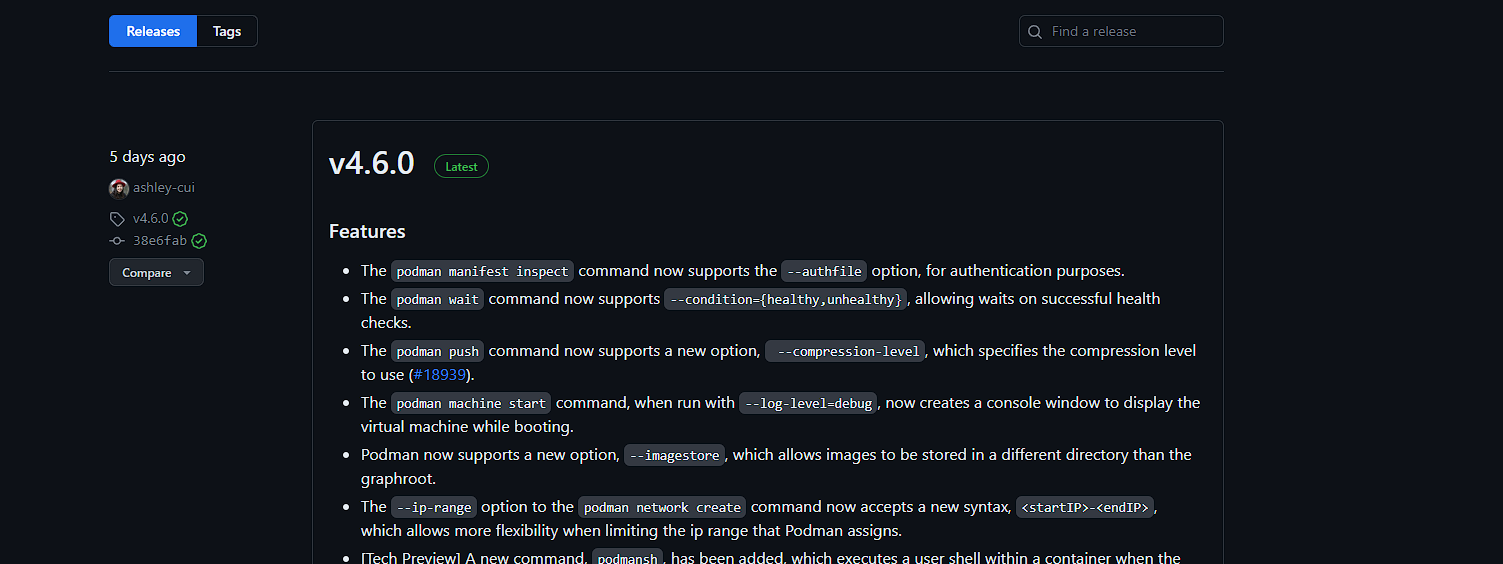 Releases
Tags
Find a release
5 days ago
ashley-cui
v4.6.0
38e6fab
Compare
v4.6.0 Latest
Features
The podman manifest inspect command now supports the --authfile option, for authentication purposes.
The podman wait command now supports --condition={healthy,unhealthy}, allowing waits on successful health
checks.
The podman push command now supports a new option, --compression-level, which specifies the compression level
to use (#18939).
The podman machine start command, when run with --log-level=debug, now creates a console window to display the
virtual machine while booting.
Podman now supports a new option, --imagestore, which allows images to be stored in a different directory than the
graphroot.
The --ip-range option to the podman network create command now accepts a new syntax, <startIP>-<endIP>,
which allows more flexibility when limiting the ip range that Podman assigns.
[Tech Preview] A new command, podmansh, has been added, which executes a user shell within a container when the